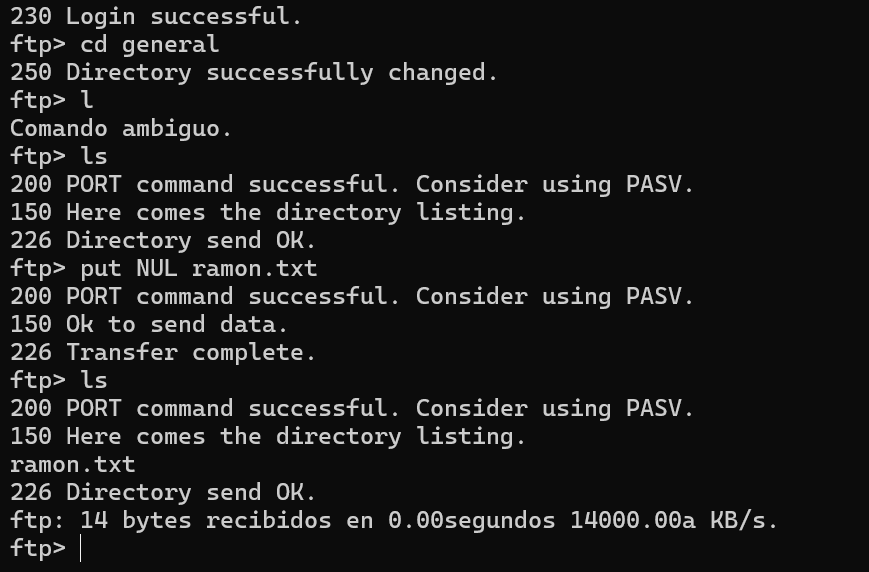 230 Login successful.
ftp> cd general
250 Directory successfully changed.
ftp> l
Comando ambiguo.
ftp> ls
200 PORT command successful. Consider using PASV.
150 Here comes the directory listing.
226 Directory send OK.
ftp> put NUL ramon.txt
200 PORT command successful. Consider using PASV.
150 Ok to send data.
226 Transfer complete.
ftp> ls
200 PORT command successful. Consider using PASV.
150 Here comes the directory listing.
ramon.txt
226 Directory send OK.
ftp: 14 bytes recibidos en 0.00segundos 14000.00a KB/s.
ftp>